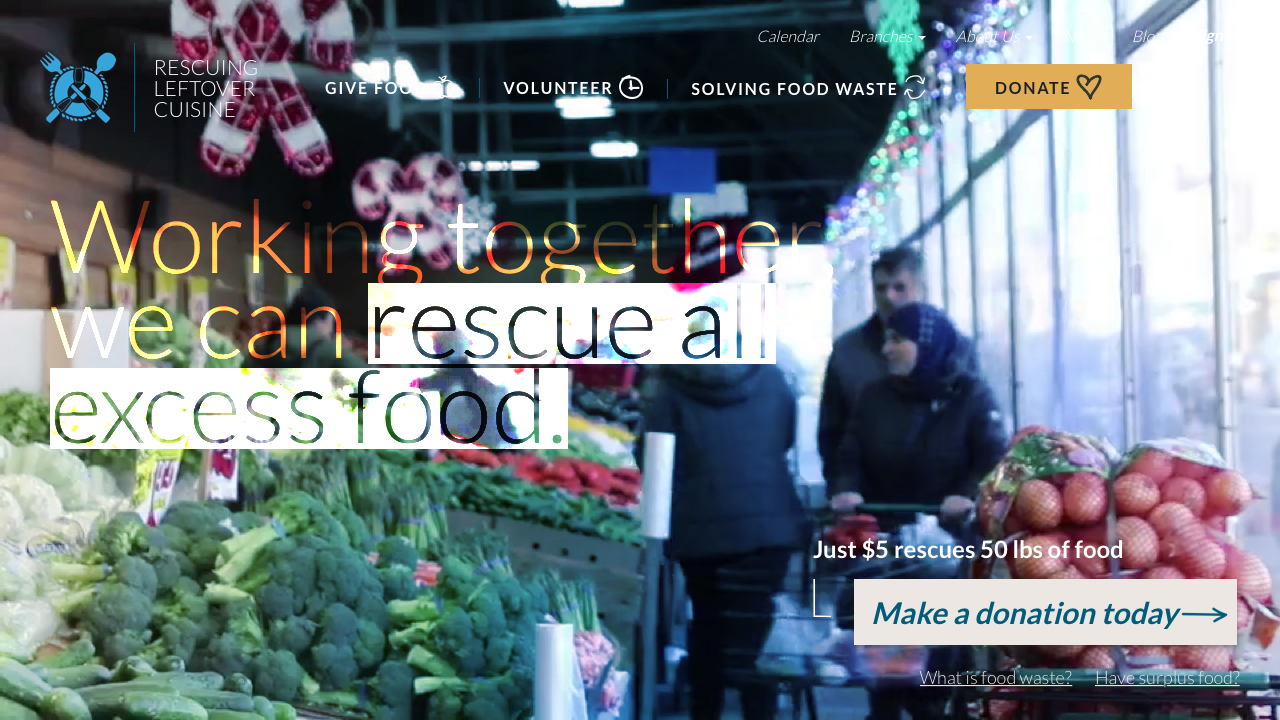 Calendar Branches About Us Blog
RESCUING
LEFTOVER
CUISINE
GIVE FOOD VOLUNTEER SOLVING FOOD WASTE DONATE
Working together,
we can rescue all
excess food.
Just $5 rescues 50 lbs of food
Make a donation today
What is food waste? Have surplus food?